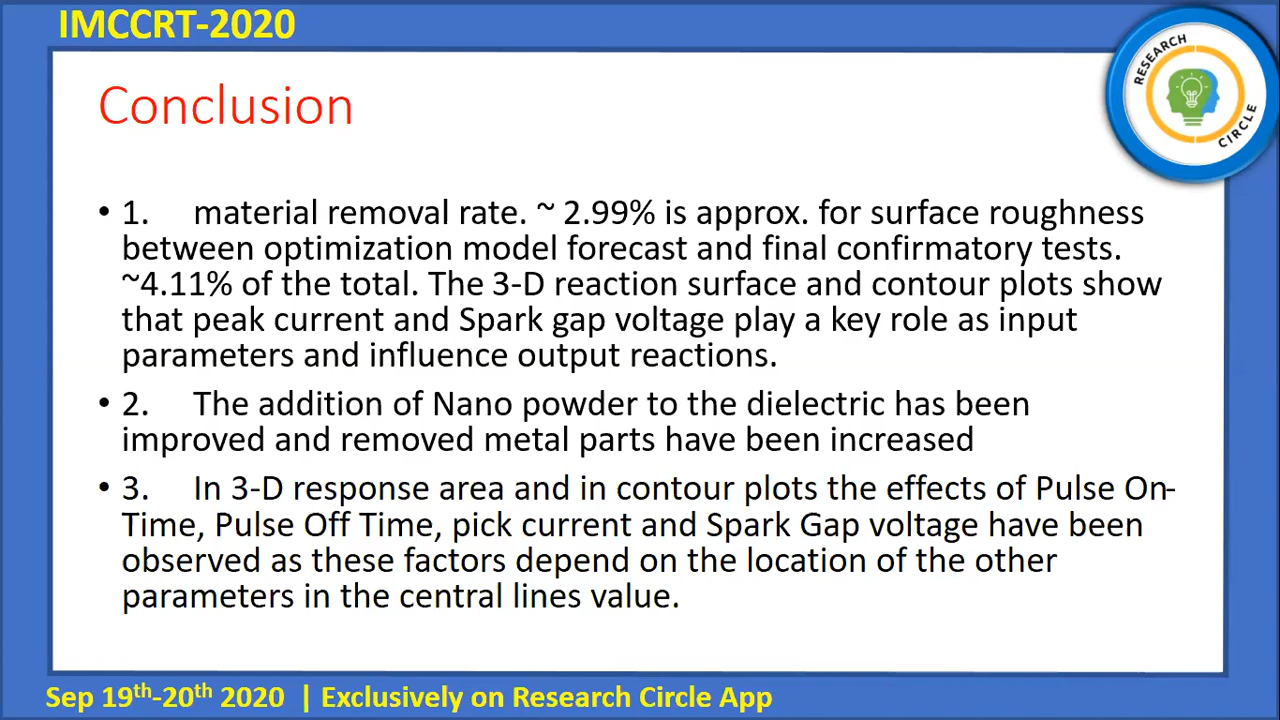 IMCCRT-2020
RESEARCH
CIRCLE
Conclusion
• 1. material removal rate. ~ 2.99% is approx. for surface roughness
between optimization model forecast and final confirmatory tests.
~4.11% of the total. The 3-D reaction surface and contour plots show
that peak current and Spark gap voltage play a key role as input
parameters and influence output reactions.
• 2. The addition of Nano powder to the dielectric has been
improved and removed metal parts have been increased
• 3. In 3-D response area and in contour plots the effects of Pulse On-
Time, Pulse Off Time, pick current and Spark Gap voltage have been
observed as these factors depend on the location of the other
parameters in the central lines value.
Sep 19th-20th 2020 | Exclusively on Research Circle App